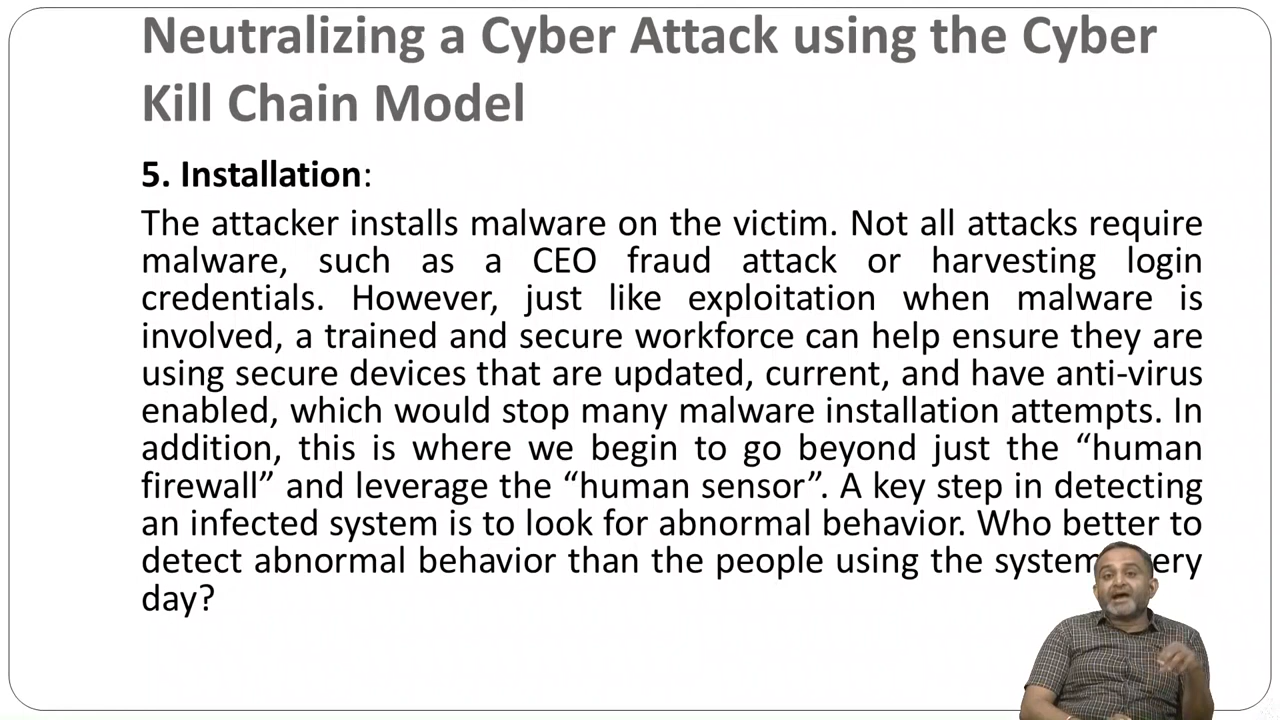 Neutralizing a Cyber Attack using the Cyber
Kill Chain Model
5. Installation:
The attacker installs malware on the victim. Not all attacks require
malware, such as a CEO fraud attack or harvesting login
credentials. However, just like exploitation when malware is
involved, a trained and secure workforce can help ensure they are
using secure devices that are updated, current, and have anti-virus
enabled, which would stop many malware installation attempts. In
addition, this is where we begin to go beyond just the “human
firewall” and leverage the “human sensor”. A key step in detecting
an infected system is to look for abnormal behavior. Who better to
detect abnormal behavior than the people using the system
day?